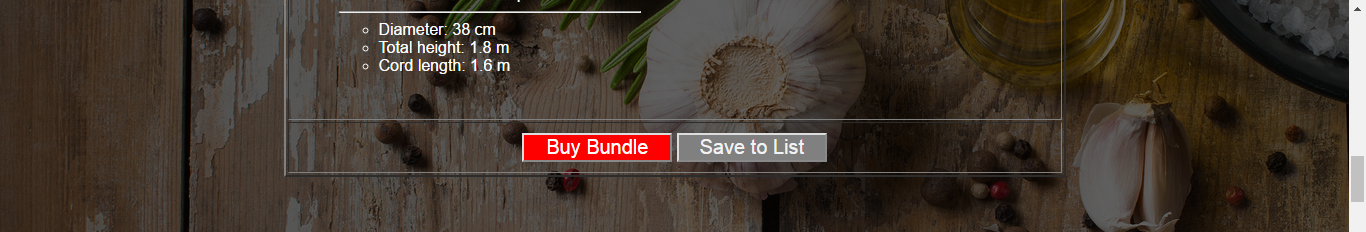 Diameter: 38 cm
Total height: 1.8 m
Cord length: 1.6 m
Buy Bundle
Save to List